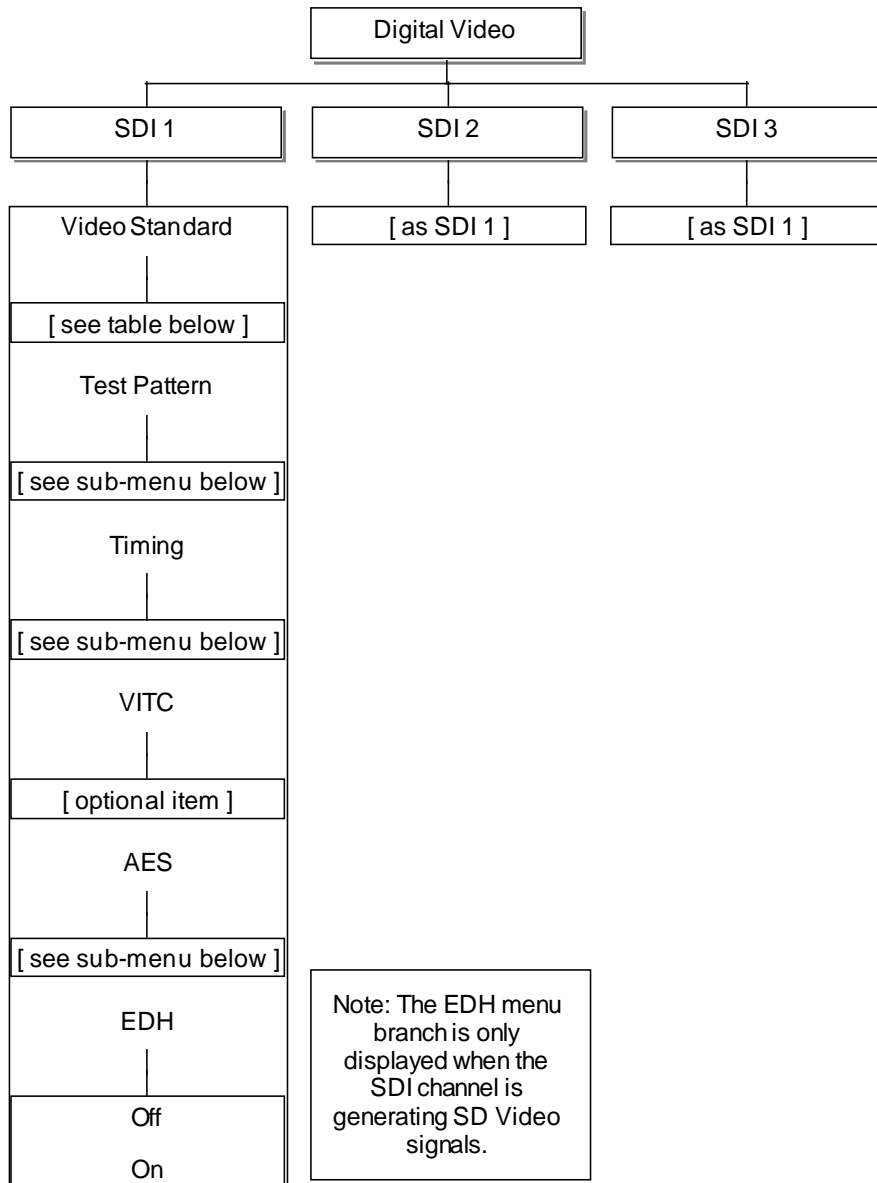 Digital Video
SDI 1
SDI 2
SDI 3
Video Standard
[ as SDI 1 ]
[ as SDI 1 ]
[ see table below ]
Test Pattern
[ see sub-menu below ]
Timing
[ see sub-menu below ]
VITC
[ optional item ]
AES
[ see sub-menu below ]
EDH
Off
On
Note: The EDH menu
branch is only
displayed when the
SDI channel is
generating SD Video
signals.